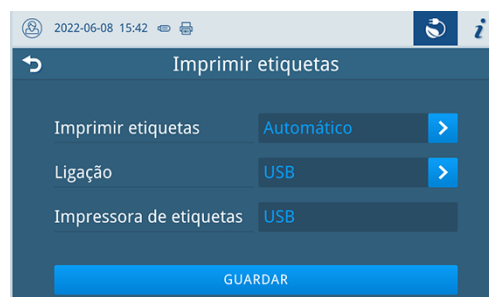 2022-06-08 15:42
i
Imprimir etiquetas
Imprimir etiquetas Automático
Ligação USB
Impressora de etiquetas USB
GUARDAR